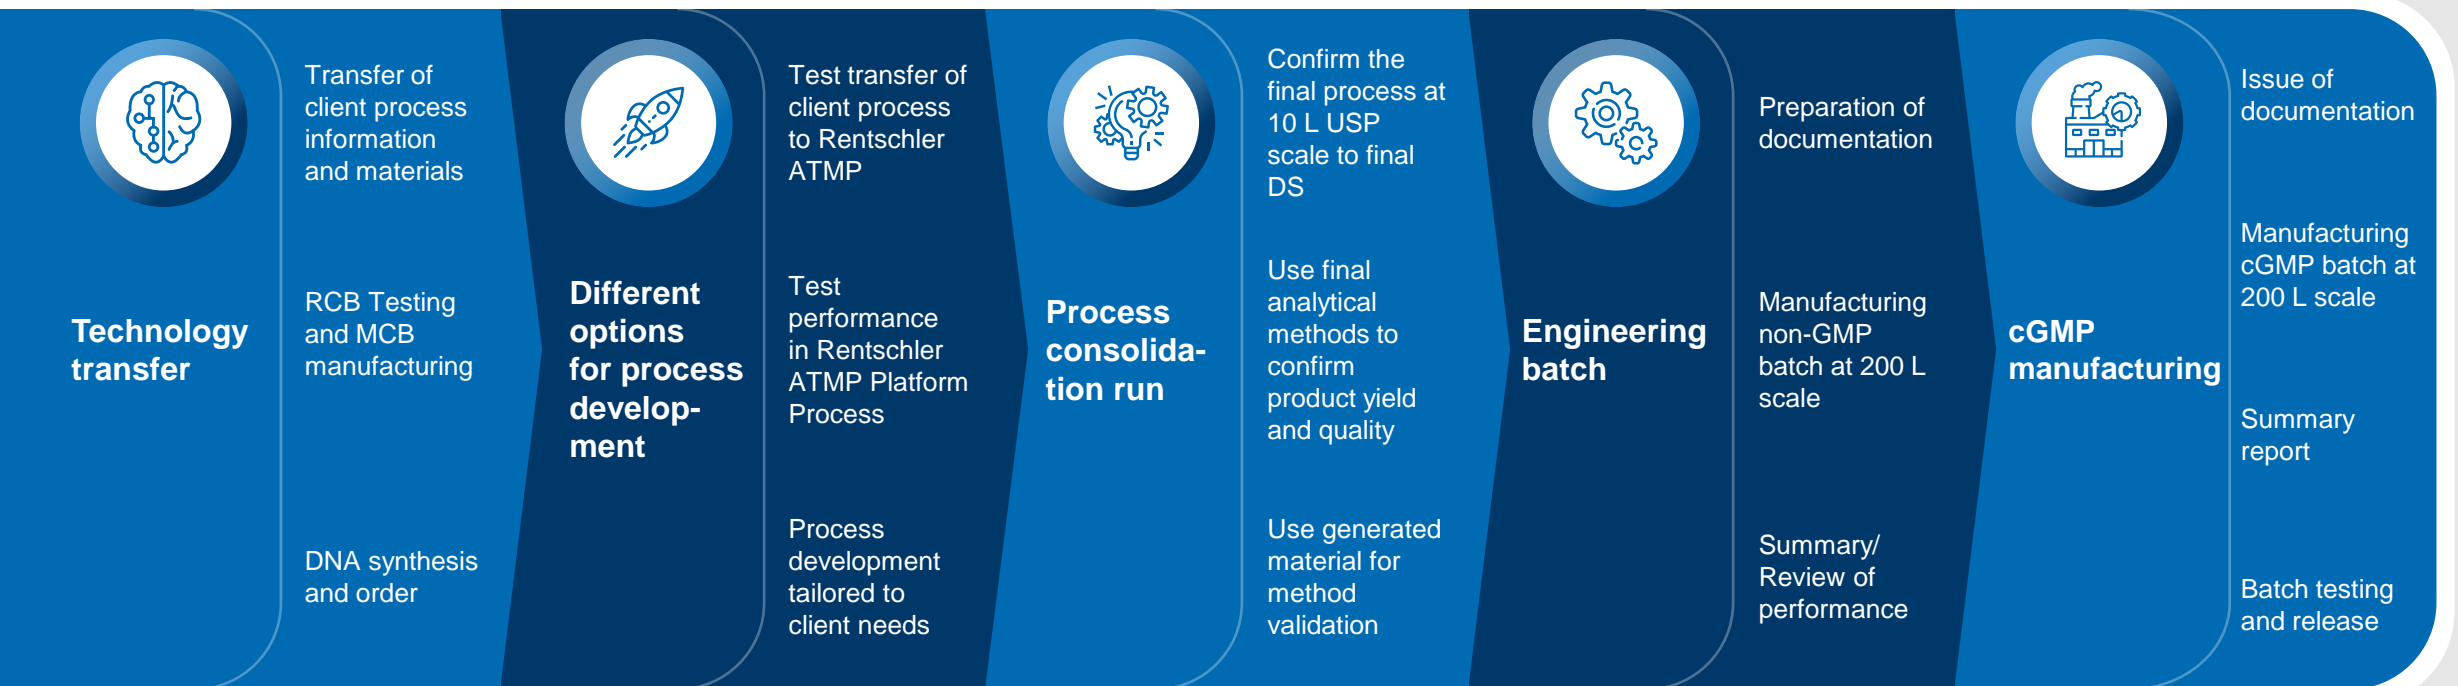 Technology
transfer
Transfer of
client process
information
and materials
RCB Testing
and MCB
manufacturing
DNA synthesis
and order
Different
options
for process
develop-
ment
Test transfer of
client process
to Rentschler
ATMP
Test
performance
in Rentschler
ATMP Platform
Process
Process
development
tailored to
client needs
Process
consolida-
tion run
Confirm the
final process at
10 L USP
scale to final
DS
Use final
analytical
methods to
confirm
product yield
and quality
Use generated
material for
method
validation
Engineering
batch
Preparation of
documentation
Manufacturing
non-GMP
batch at 200 L
scale
Summary/
Review of
performance
cGMP
manufacturing
Issue of
documentation
Manufacturing
cGMP batch at
200 L scale
Summary
report
Batch testing
and release